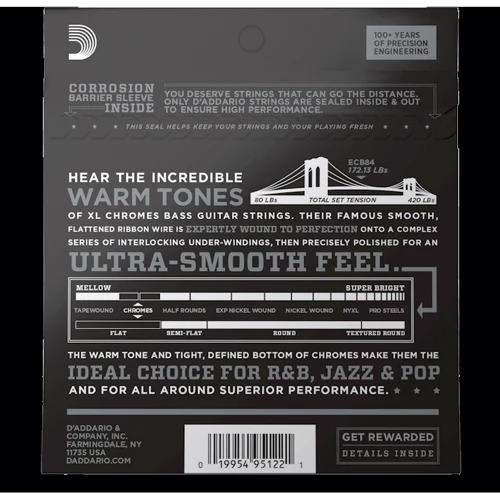 100+ YEARS
OF PRECISION
ENGINEERING
CORROSION
BARRIER SLEEVE
INSIDE
YOU DESERVE STRINGS THAT CAN GO THE DISTANCE.
ONLY D'ADDARIO STRINGS ARE SEALED INSIDE & OUT
TO ENSURE HIGH PERFORMANCE.
★ ★ ★ THIS SEAL HELPS KEEP YOUR STRINGS AND YOUR PLAYING FRESH ★ ★ ★
ECB84
172.13 LBs
HEAR THE INCREDIBLE
WARM TONES
80 LBs TOTAL SET TENSION 420 LBs
OF XL CHROMES BASS GUITAR STRINGS. THEIR FAMOUS SMOOTH,
FLATTENED RIBBON WIRE IS EXPERTLY WOUND TO PERFECTION ONTO A COMPLEX
SERIES OF INTERLOCKING UNDER-WINDINGS, THEN PRECISELY POLISHED FOR AN
ULTRA-SMOOTH FEEL.
MELLOW SUPER BRIGHT
TAPEWOUND CHROMES HALF ROUNDS EXP NICKEL WOUND NICKEL WOUND NYXL PRO STEELS
FLAT SEMI-FLAT ROUND TEXTURED ROUND
THE WARM TONE AND TIGHT, DEFINED BOTTOM OF CHROMES MAKE THEM THE
IDEAL CHOICE FOR R&B, JAZZ & POP
AND FOR ALL AROUND SUPERIOR PERFORMANCE. ★ ★ ★
D'ADDARIO &
COMPANY, INC.
FARMINGDALE, NY
11735 USA
DADDARIO.COM
0 19954 95122 1
GET REWARDED
DETAILS INSIDE